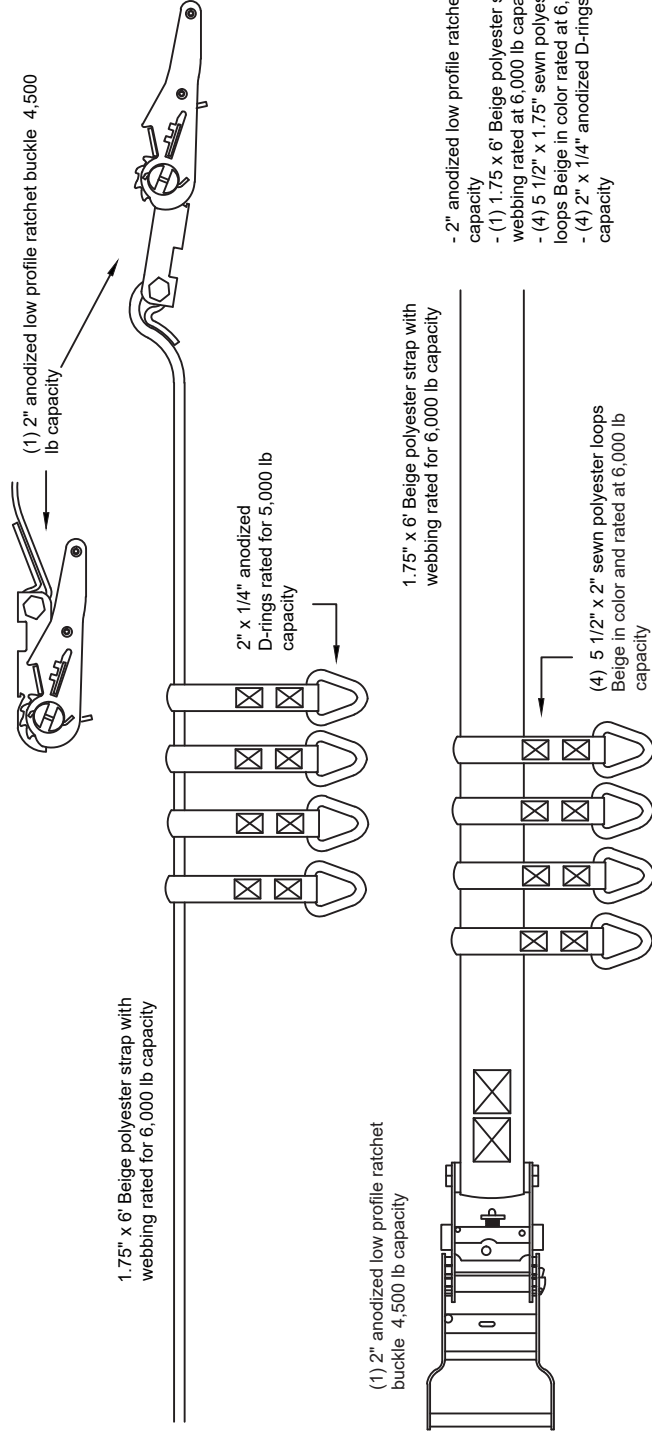 (1) 2" anodized low profile ratchet buckle 4,500
lb capacity
1.75" x 6' Beige polyester strap with
webbing rated for 6,000 lb capacity
2" x 1/4" anodized
D-rings rated for 5,000 lb
capacity
(1) 2" anodized low profile ratchet
buckle 4,500 lb capacity
1.75" x 6' Beige polyester strap with
webbing rated for 6,000 lb capacity
(4) 5 1/2" x 2" sewn polyester loops
Beige in color and rated at 6,000 lb
capacity
- 2" anodized low profile ratche
capacity
- (1) 1.75 x 6' Beige polyester s
webbing rated at 6,000 lb capa
- (4) 5 1/2" x 1.75" sewn polyes
loops Beige in color rated at 6,
- (4) 2" x 1/4" anodized D-rings
capacity